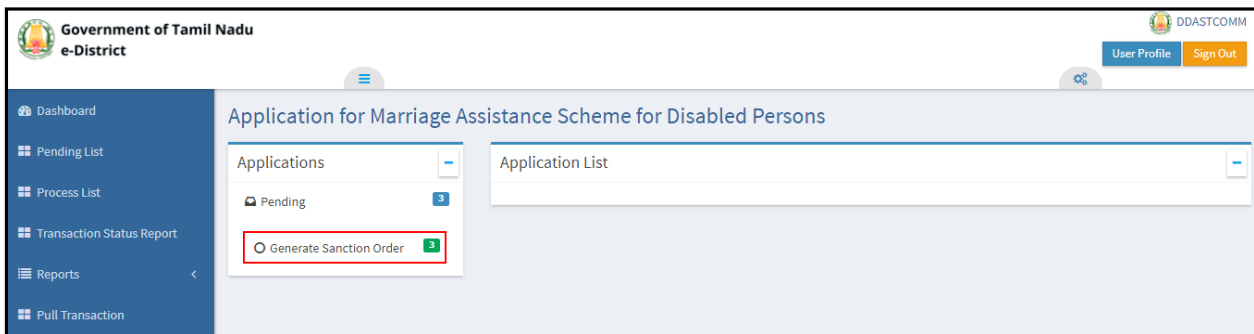 Government of Tamil Nadu
e-District
DDASTCOMM
User Profile
Sign Out
Dashboard
Pending List
Process List
Transaction Status Report
Reports
Pull Transaction
Application for Marriage Assistance Scheme for Disabled Persons
Applications
Pending 3
Generate Sanction Order 3
Application List